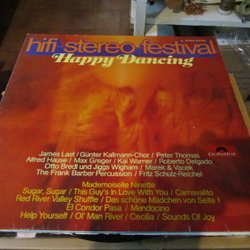 hifi-stereo-festival
Happy Dancing
polydor
James Last / Günter Kallmann-Chor / Peter Thomas
Alfred Hause / Max Greger / Kai Warner / Roberto Delgado
Otto Bredl und Jiggs Wigham / Marek & Vacek
The Frank Barber Percussion / Fritz Schulz-Reichel
Mademoiselle Ninette
Sugar, Sugar / This Guy's in Love With You / Carnavalito
Red River Valley Shuffle / Das schöne Mädchen von Seite 1
El Condor Pasa / Mendocino
Help Yourself / Ol' Man River / Cecilia / Sounds Of Joy